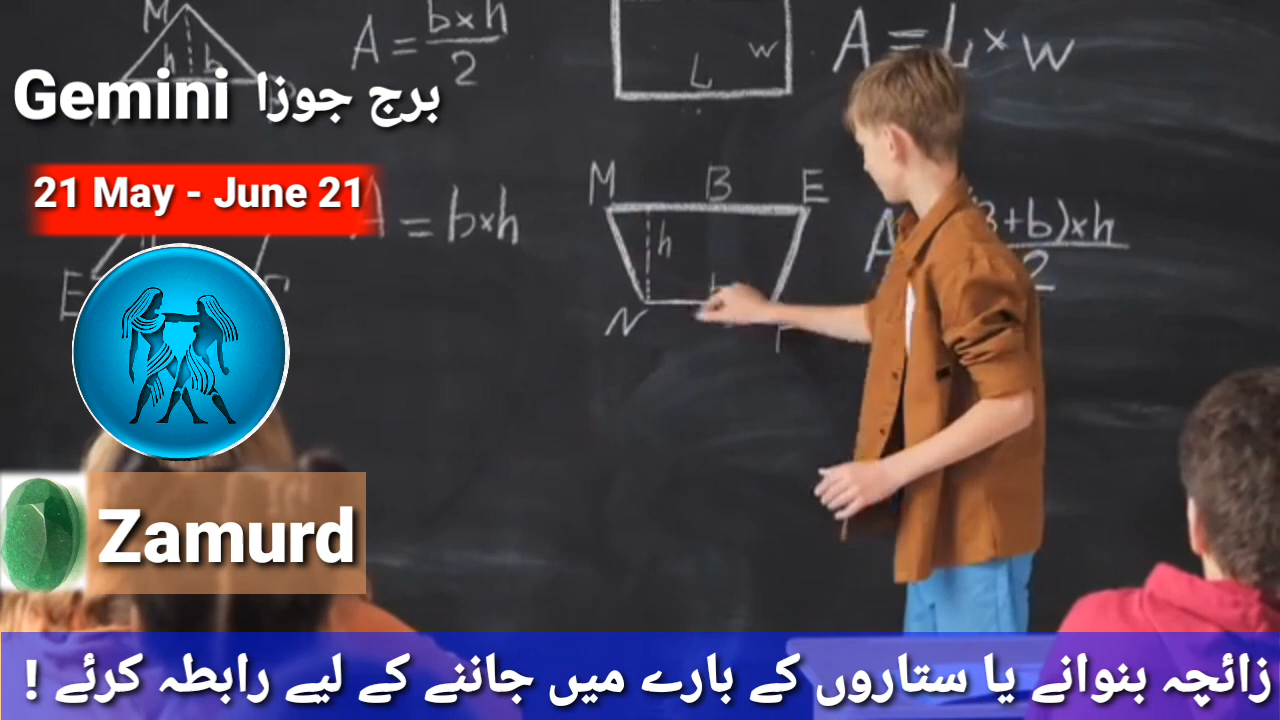 M
h b
A = b×h/2
L
w
A = L × w
Gemini برج جوزا
21 May - June 21
A = b×h
M B E
h
N
E
(B+b)×h
2
Zamurd
زائچہ بنوانے یا ستاروں کے بارے میں جاننے کے لیے رابطہ کرئے !